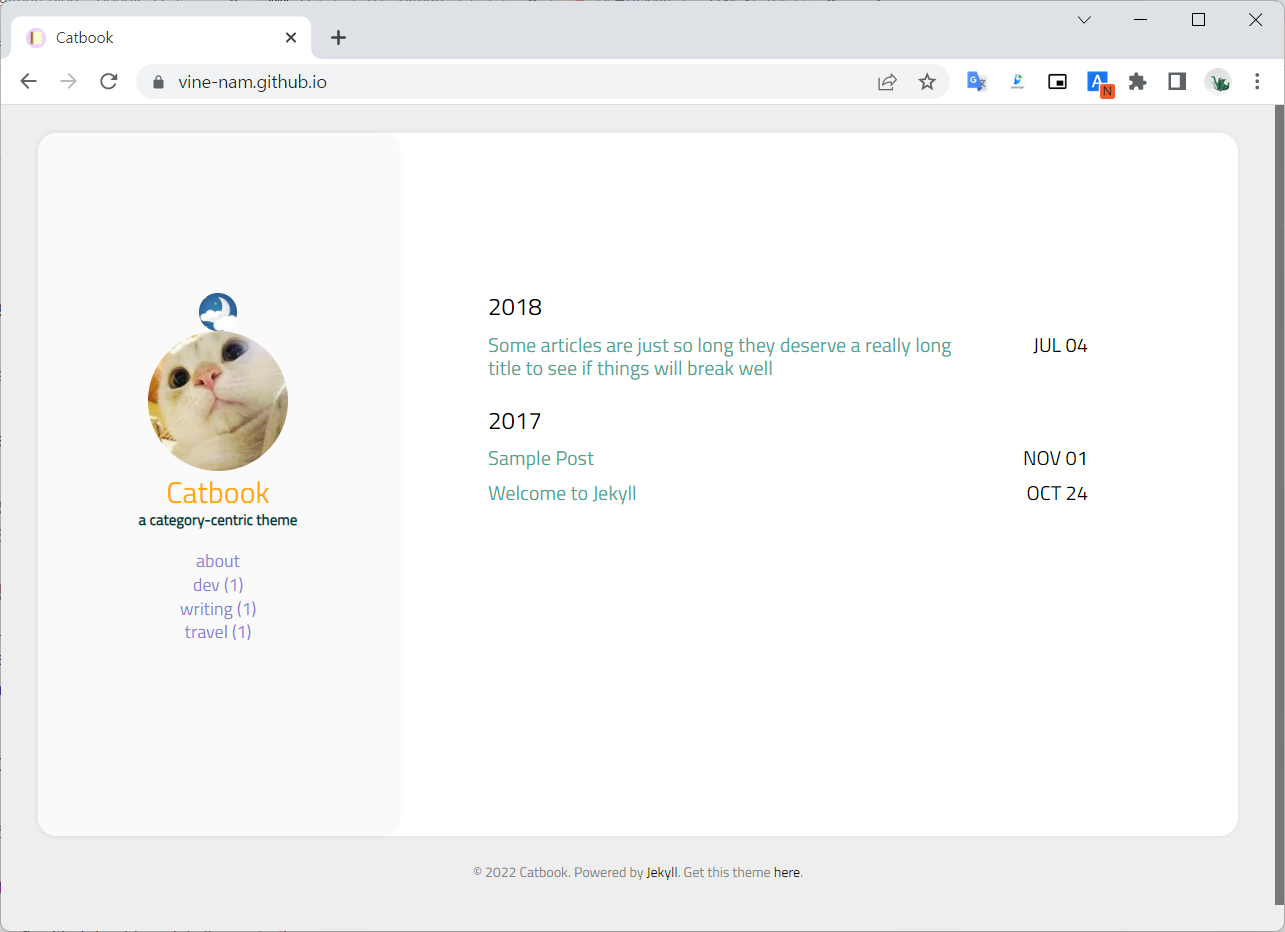 Catbook
vine-nam.github.io
N
2018
Some articles are just so long they deserve a really long
title to see if things will break well
JUL 04
2017
Sample Post
NOV 01
Welcome to Jekyll
OCT 24
Catbook
a category-centric theme
about
dev (1)
writing (1)
travel (1)
© 2022 Catbook. Powered by Jekyll. Get this theme here.